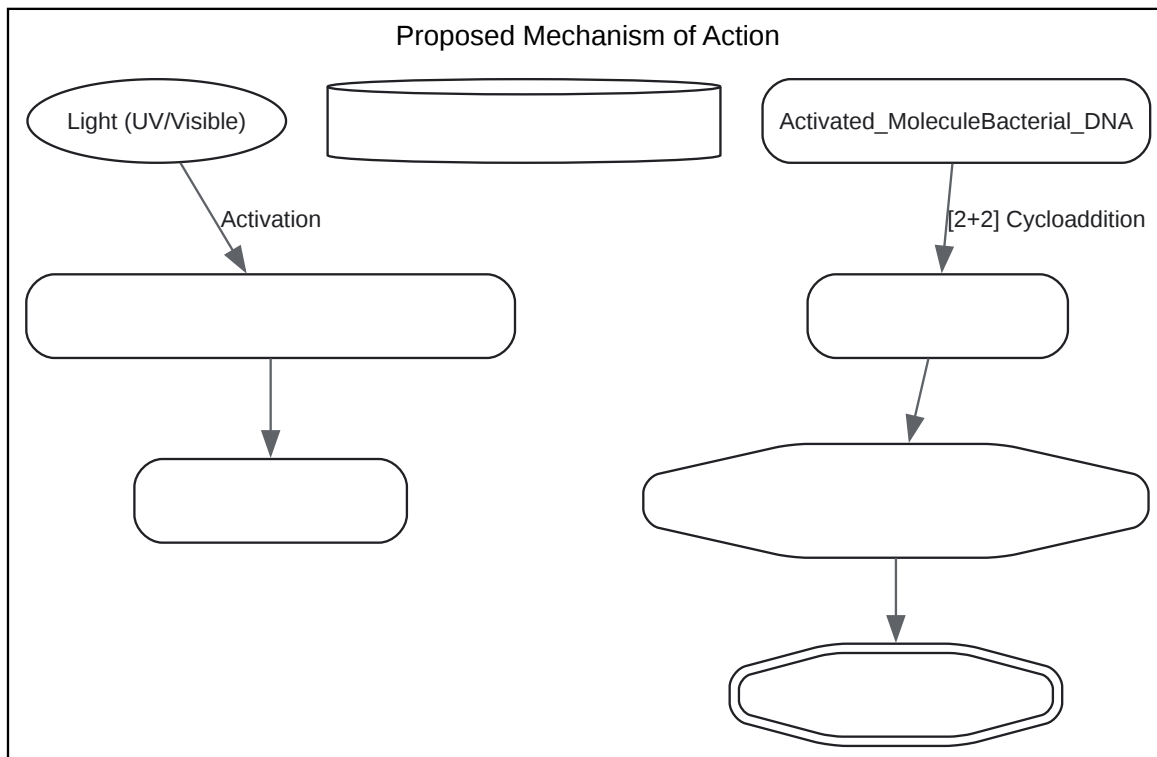 Proposed Mechanism of Action
Light (UV/Visible)
Activated_MoleculeBacterial_DNA
Activation
[2+2] Cycloaddition